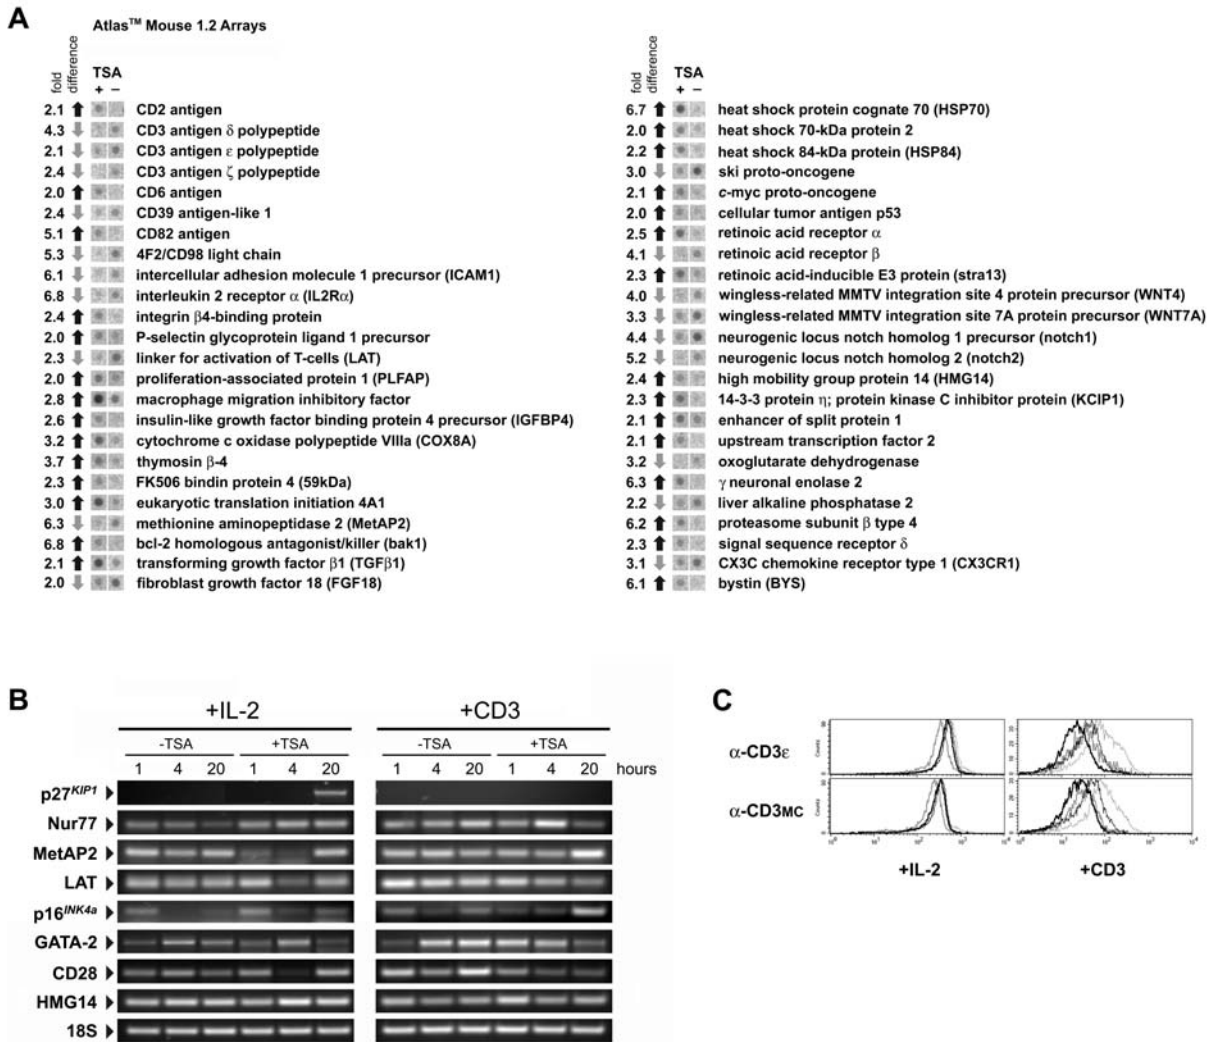 A
Atlas™ Mouse 1.2 Arrays
fold difference TSA
+ −
2.1 CD2 antigen
4.3 CD3 antigen δ polypeptide
2.1 CD3 antigen ε polypeptide
2.4 CD3 antigen ζ polypeptide
2.0 CD6 antigen
2.4 CD39 antigen-like 1
5.1 CD82 antigen
5.3 4F2/CD98 light chain
6.1 intercellular adhesion molecule 1 precursor (ICAM1)
6.8 interleukin 2 receptor α (IL2Rα)
2.4 integrin β4-binding protein
2.0 P-selectin glycoprotein ligand 1 precursor
2.3 linker for activation of T-cells (LAT)
2.0 proliferation-associated protein 1 (PLFAP)
2.8 macrophage migration inhibitory factor
2.6 insulin-like growth factor binding protein 4 precursor (IGFBP4)
3.2 cytochrome c oxidase polypeptide VIIIa (COX8A)
3.7 thymosin β-4
2.3 FK506 bindin protein 4 (59kDa)
3.0 eukaryotic translation initiation 4A1
6.3 methionine aminopeptidase 2 (MetAP2)
6.8 bcl-2 homologous antagonist/killer (bak1)
2.1 transforming growth factor β1 (TGFβ1)
2.0 fibroblast growth factor 18 (FGF18)
fold difference TSA
+ −
6.7 heat shock protein cognate 70 (HSP70)
2.0 heat shock 70-kDa protein 2
2.2 heat shock 84-kDa protein (HSP84)
3.0 ski proto-oncogene
2.1 c-myc proto-oncogene
2.0 cellular tumor antigen p53
2.5 retinoic acid receptor α
4.1 retinoic acid receptor β
2.3 retinoic acid-inducible E3 protein (stra13)
4.0 wingless-related MMTV integration site 4 protein precursor (WNT4)
3.3 wingless-related MMTV integration site 7A protein precursor (WNT7A)
4.4 neurogenic locus notch homolog 1 precursor (notch1)
5.2 neurogenic locus notch homolog 2 (notch2)
2.4 high mobility group protein 14 (HMG14)
2.3 14-3-3 protein η; protein kinase C inhibitor protein (KCIP1)
2.1 enhancer of split protein 1
2.1 upstream transcription factor 2
3.2 oxoglutarate dehydrogenase
6.3 γ neuronal enolase 2
2.2 liver alkaline phosphatase 2
6.2 proteasome subunit β type 4
2.3 signal sequence receptor δ
3.1 CX3C chemokine receptor type 1 (CX3CR1)
6.1 bystin (BYS)
B
+IL-2 +CD3
-TSA +TSA -TSA +TSA
1 4 20 1 4 20 1 4 20 1 4 20 hours
p27KIP1
Nur77
MetAP2
LAT
p16INK4a
GATA-2
CD28
HMG14
18S
C
α-CD3ε
α-CD3MC
+IL-2 +CD3